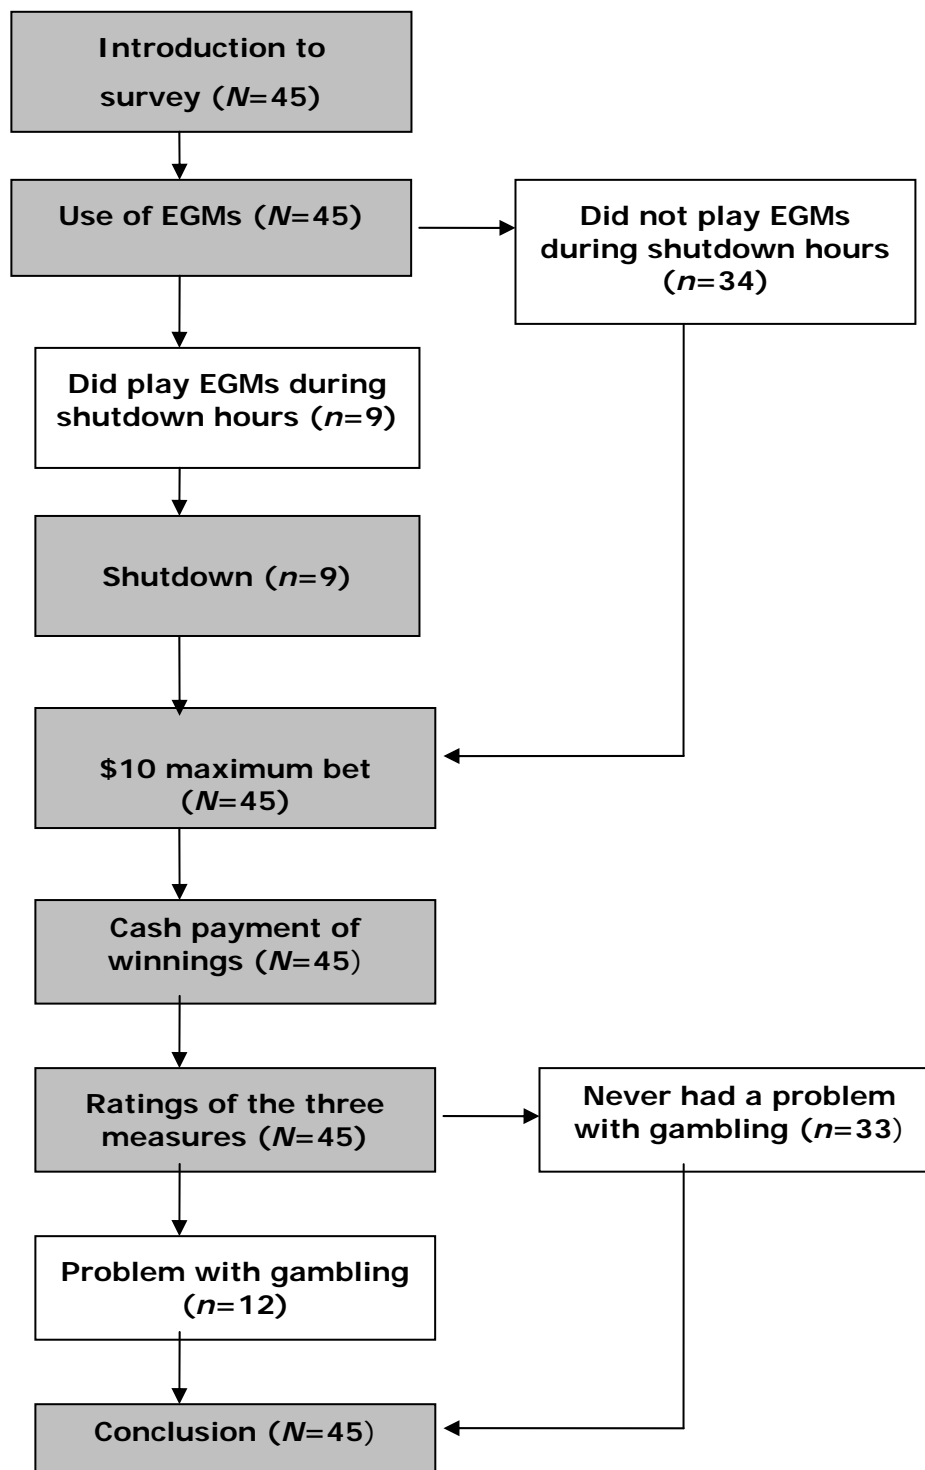 Introduction to
survey (N=45)
Use of EGMs (N=45)
Did not play EGMs
during shutdown hours
(n=34)
Did play EGMs during
shutdown hours (n=9)
Shutdown (n=9)
$10 maximum bet
(N=45)
Cash payment of
winnings (N=45)
Ratings of the three
measures (N=45)
Never had a problem
with gambling (n=33)
Problem with gambling
(n=12)
Conclusion (N=45)